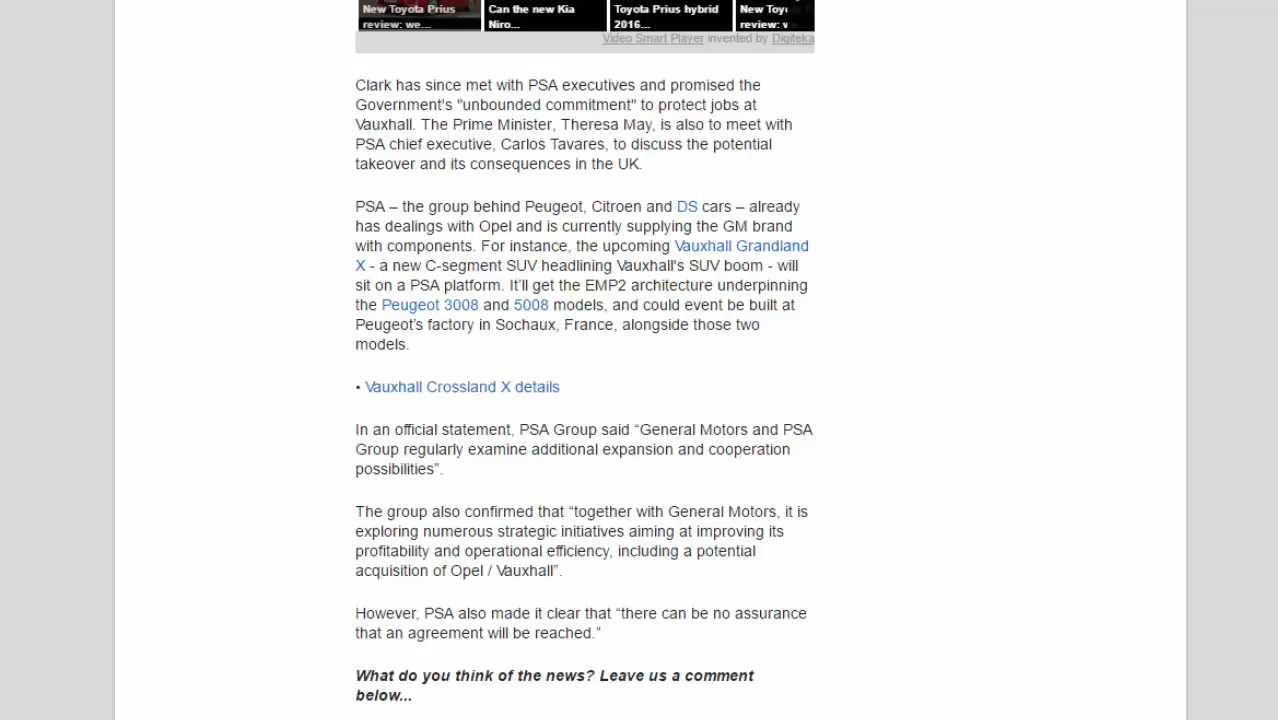 New Toyota Prius
review: we...
Can the new Kia
Niro...
Toyota Prius hybrid
2016...
New Toy
review: v
Video Smart Player invented by Digiteka
Clark has since met with PSA executives and promised the
Government's "unbounded commitment" to protect jobs at
Vauxhall. The Prime Minister, Theresa May, is also to meet with
PSA chief executive, Carlos Tavares, to discuss the potential
takeover and its consequences in the UK.
PSA – the group behind Peugeot, Citroen and DS cars – already
has dealings with Opel and is currently supplying the GM brand
with components. For instance, the upcoming Vauxhall Grandland
X - a new C-segment SUV headlining Vauxhall's SUV boom - will
sit on a PSA platform. It’ll get the EMP2 architecture underpinning
the Peugeot 3008 and 5008 models, and could event be built at
Peugeot’s factory in Sochaux, France, alongside those two
models.
• Vauxhall Crossland X details
In an official statement, PSA Group said “General Motors and PSA
Group regularly examine additional expansion and cooperation
possibilities”.
The group also confirmed that “together with General Motors, it is
exploring numerous strategic initiatives aiming at improving its
profitability and operational efficiency, including a potential
acquisition of Opel / Vauxhall”.
However, PSA also made it clear that “there can be no assurance
that an agreement will be reached.”
What do you think of the news? Leave us a comment
below...